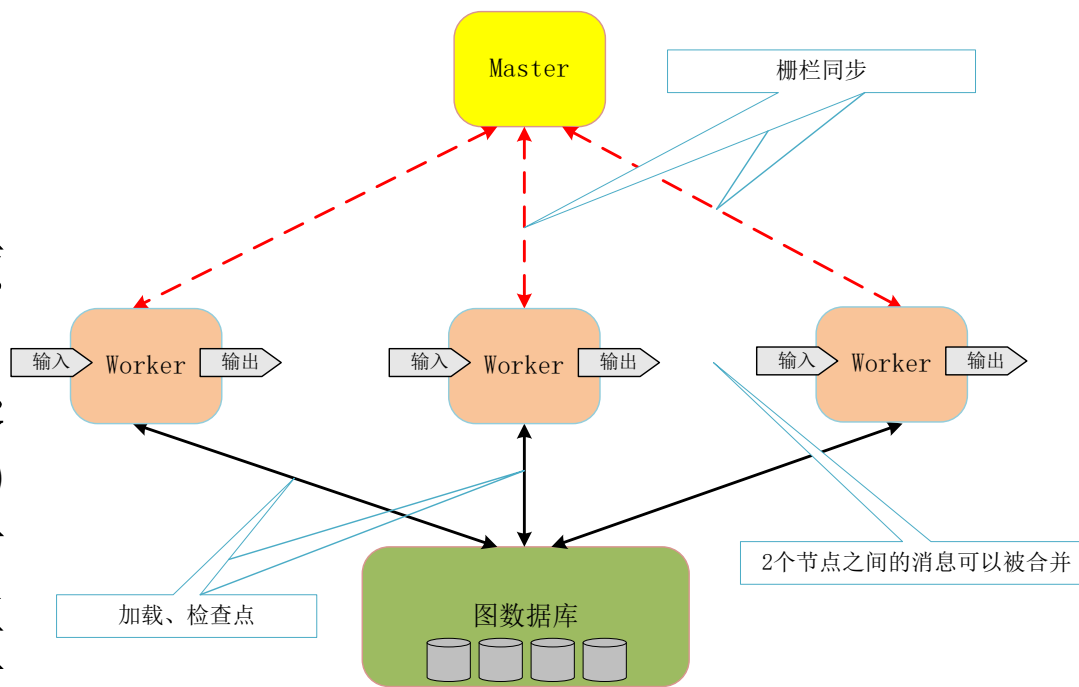 Master
栅栏同步
输入
Worker
输出
输入
Worker
输出
输入
Worker
输出
2个节点之间的消息可以被合并
加载、检查点
图数据库